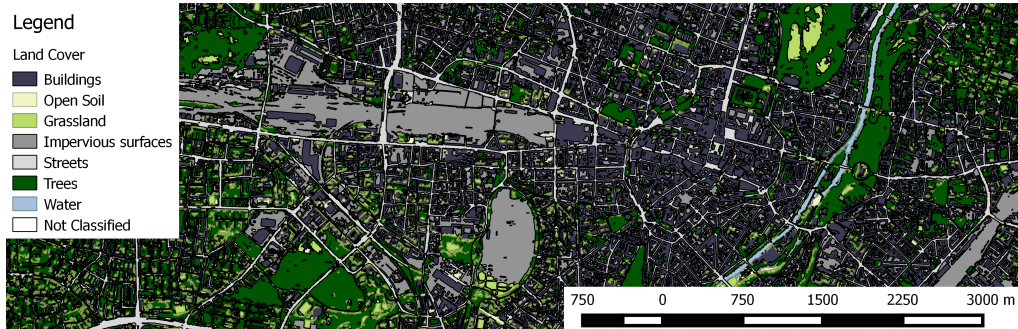 Legend
Land Cover
Buildings
Open Soil
Grassland
Impervious surfaces
Streets
Trees
Water
Not Classified
750 0 750 1500 2250 3000 m